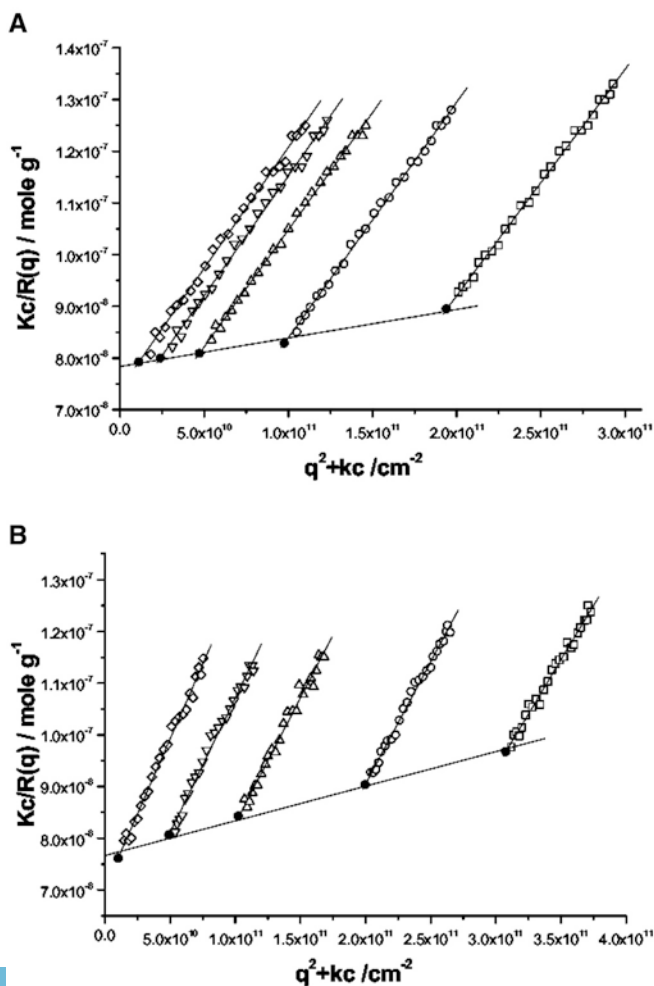 A
1.4x10⁻⁷
1.3x10⁻⁷
1.2x10⁻⁷
1.1x10⁻⁷
1.0x10⁻⁷
9.0x10⁻⁸
8.0x10⁻⁸
7.0x10⁻⁸
Kc/R(q) / mole g⁻¹
0.0 5.0x10¹⁰ 1.0x10¹¹ 1.5x10¹¹ 2.0x10¹¹ 2.5x10¹¹ 3.0x10¹¹
q²+kc /cm⁻²
B
1.3x10⁻⁷
1.2x10⁻⁷
1.1x10⁻⁷
1.0x10⁻⁷
9.0x10⁻⁸
8.0x10⁻⁸
7.0x10⁻⁸
Kc/R(q) / mole g⁻¹
0.0 5.0x10¹⁰ 1.0x10¹¹ 1.5x10¹¹ 2.0x10¹¹ 2.5x10¹¹ 3.0x10¹¹ 3.5x10¹¹ 4.0x10¹¹
q²+kc /cm⁻²